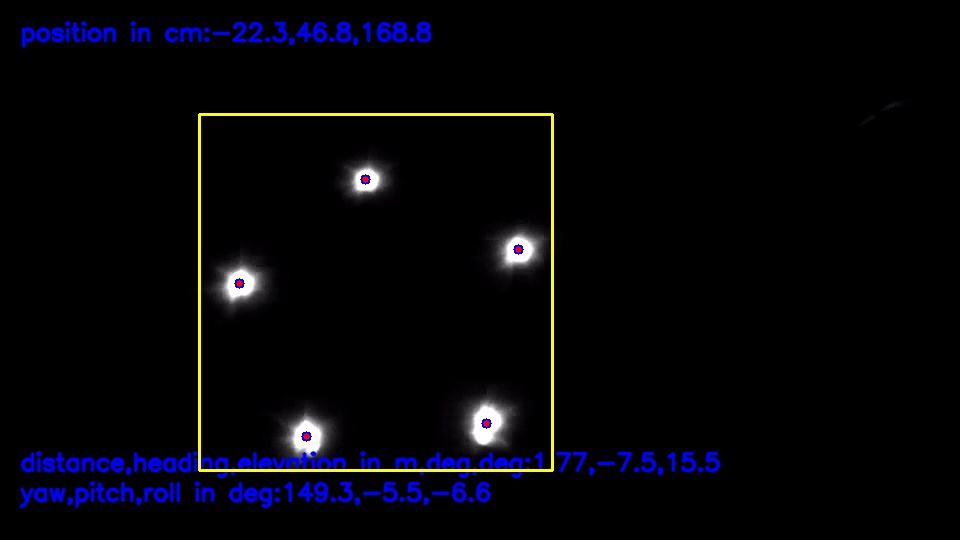 position in cm:-22.3,46.8,168.8
distance,heading,elevation in m,deg,deg:1.77,-7.5,15.5
yaw,pitch,roll in deg:149.3,-5.5,-6.6